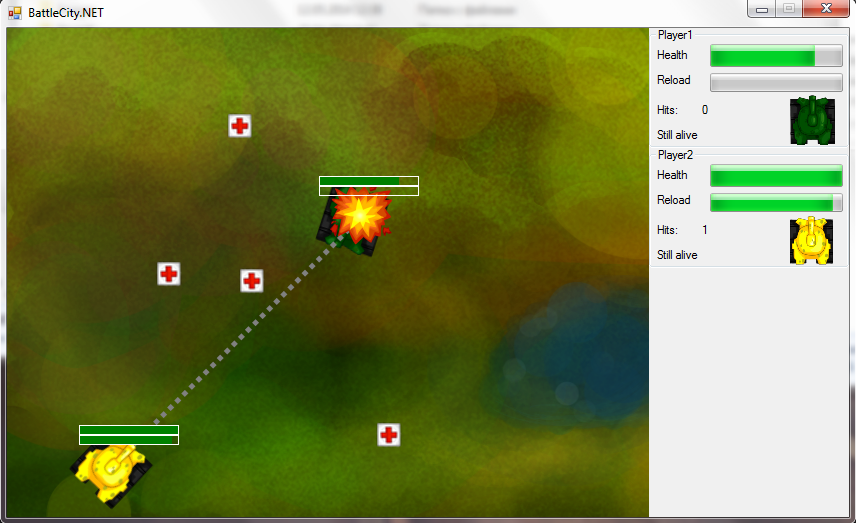 BattleCity.NET
Player1
Health
Reload
Hits: 0
Still alive
Player2
Health
Reload
Hits: 1
Still alive